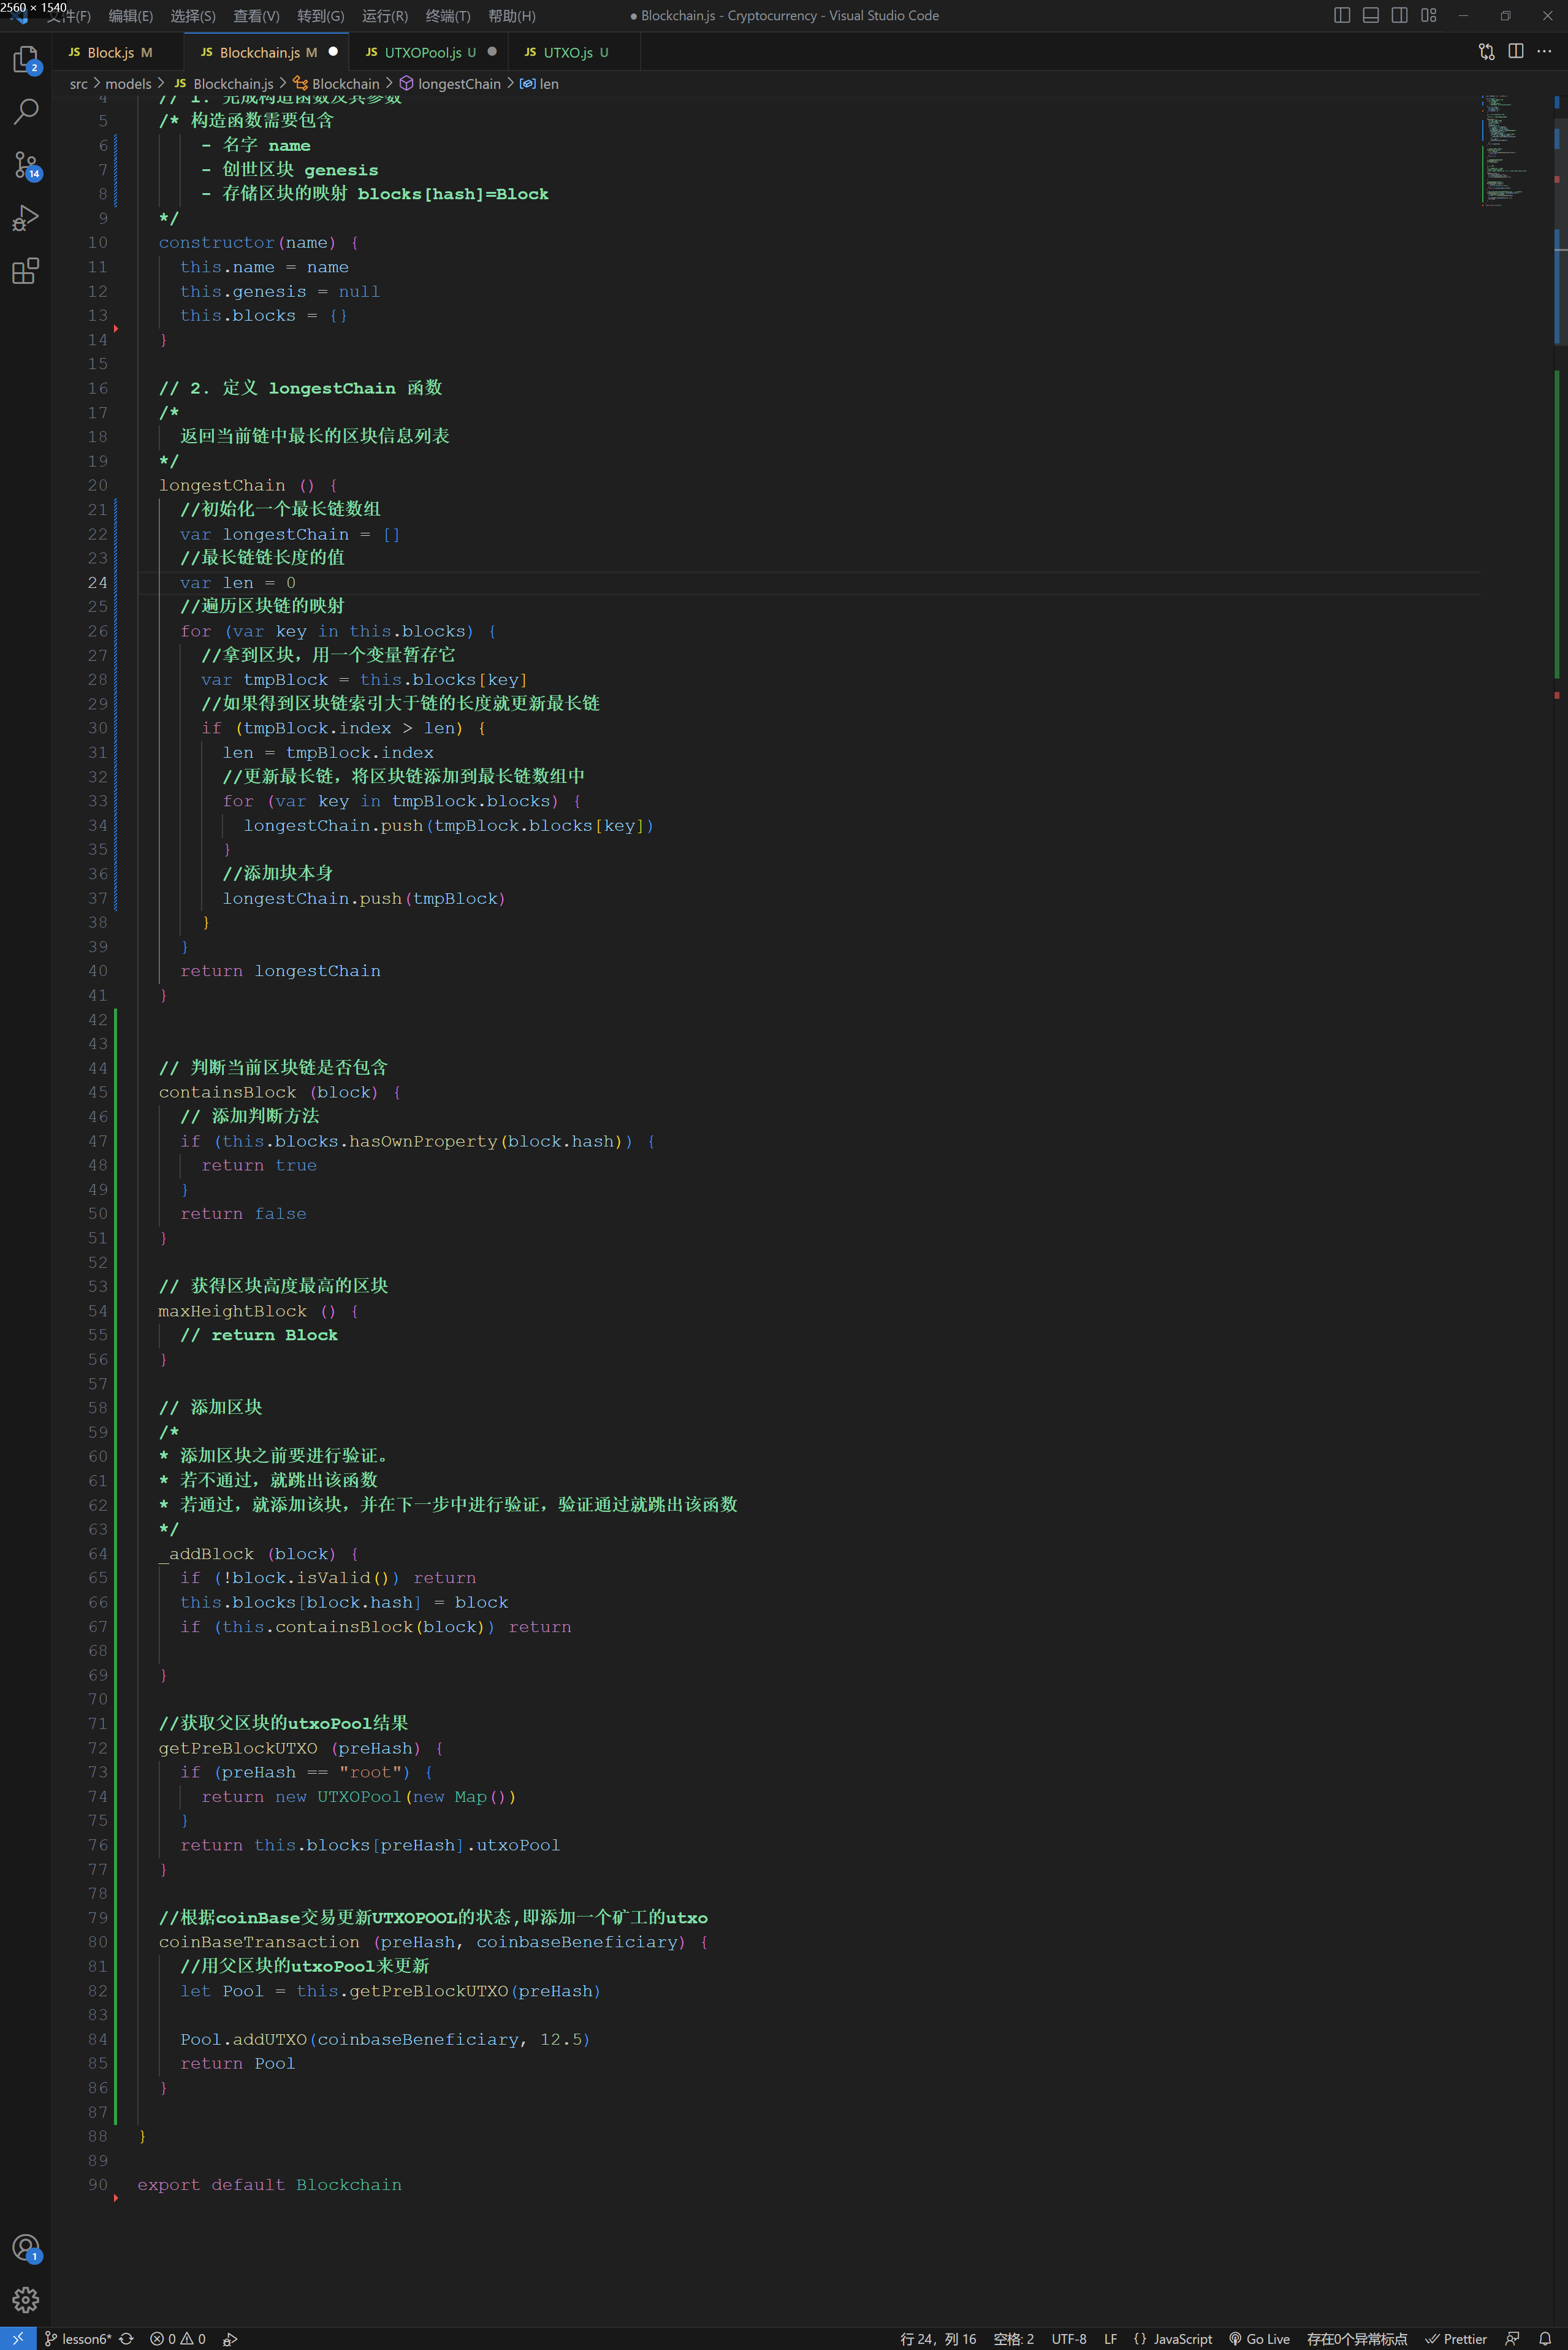 2560 × 1540
文件(F) 编辑(E) 选择(S) 查看(V) 转到(G) 运行(R) 终端(T) 帮助(H) ● Blockchain.js - Cryptocurrency - Visual Studio Code
JS Block.js M JS Blockchain.js M ● JS UTXOPool.js U ● JS UTXO.js U
src > models > JS Blockchain.js > Blockchain > longestChain > len
2
14
4 // 1. 完成构造函数及其参数
5 /* 构造函数需要包含
6 - 名字 name
7 - 创世区块 genesis
8 - 存储区块的映射 blocks[hash]=Block
9 */
10 constructor(name) {
11 this.name = name
12 this.genesis = null
13 this.blocks = {}
14 }
15
16 // 2. 定义 longestChain 函数
17 /*
18 返回当前链中最长的区块信息列表
19 */
20 longestChain () {
21 //初始化一个最长链数组
22 var longestChain = []
23 //最长链链长度的值
24 var len = 0
25 //遍历区块链的映射
26 for (var key in this.blocks) {
27 //拿到区块，用一个变量暂存它
28 var tmpBlock = this.blocks[key]
29 //如果得到区块链索引大于链的长度就更新最长链
30 if (tmpBlock.index > len) {
31 len = tmpBlock.index
32 //更新最长链，将区块链添加到最长链数组中
33 for (var key in tmpBlock.blocks) {
34 longestChain.push(tmpBlock.blocks[key])
35 }
36 //添加块本身
37 longestChain.push(tmpBlock)
38 }
39 }
40 return longestChain
41 }
42
43
44 // 判断当前区块链是否包含
45 containsBlock (block) {
46 // 添加判断方法
47 if (this.blocks.hasOwnProperty(block.hash)) {
48 return true
49 }
50 return false
51 }
52
53 // 获得区块高度最高的区块
54 maxHeightBlock () {
55 // return Block
56 }
57
58 // 添加区块
59 /*
60 * 添加区块之前要进行验证。
61 * 若不通过，就跳出该函数
62 * 若通过，就添加该块，并在下一步中进行验证，验证通过就跳出该函数
63 */
64 _addBlock (block) {
65 if (!block.isValid()) return
66 this.blocks[block.hash] = block
67 if (this.containsBlock(block)) return
68
69 }
70
71 //获取父区块的utxoPool结果
72 getPreBlockUTXO (preHash) {
73 if (preHash == "root") {
74 return new UTXOPool(new Map())
75 }
76 return this.blocks[preHash].utxoPool
77 }
78
79 //根据coinBase交易更新UTXOPOOL的状态,即添加一个矿工的utxo
80 coinBaseTransaction (preHash, coinbaseBeneficiary) {
81 //用父区块的utxoPool来更新
82 let Pool = this.getPreBlockUTXO(preHash)
83
84 Pool.addUTXO(coinbaseBeneficiary, 12.5)
85 return Pool
86 }
87
88 }
89
90 export default Blockchain
1
lesson6* 0 0 行 24，列 16 空格: 2 UTF-8 LF {} JavaScript Go Live 存在0个异常标点 Prettier